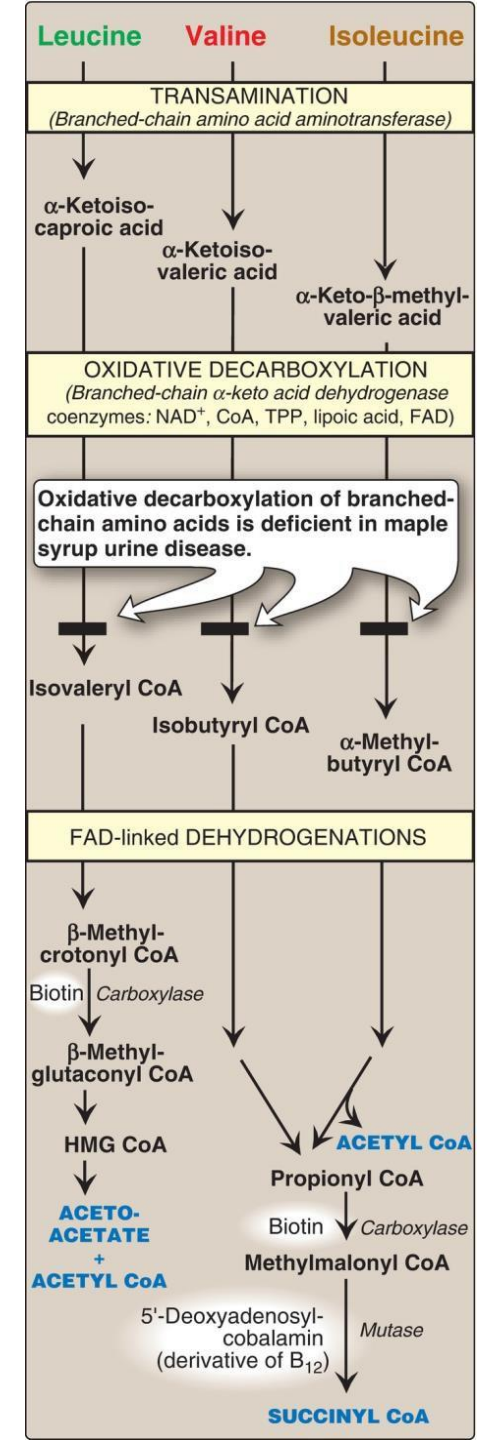 Leucine Valine Isoleucine
TRANSAMINATION
(Branched-chain amino acid aminotransferase)
α-Ketoiso-
caproic acid
α-Ketoiso-
valeric acid
α-Keto-β-methyl-
valeric acid
OXIDATIVE DECARBOXYLATION
(Branched-chain α-keto acid dehydrogenase
coenzymes: NAD⁺, CoA, TPP, lipoic acid, FAD)
Oxidative decarboxylation of branched-
chain amino acids is deficient in maple
syrup urine disease.
Isovaleryl CoA
Isobutyryl CoA
α-Methyl-
butyryl CoA
FAD-linked DEHYDROGENATIONS
β-Methyl-
crotonyl CoA
Biotin Carboxylase
β-Methyl-
glutaconyl CoA
HMG CoA
ACETO-
ACETATE
+
ACETYL CoA
ACETYL CoA
Propionyl CoA
Biotin Carboxylase
Methylmalonyl CoA
5'-Deoxyadenosyl-
cobalamin
(derivative of B₁₂)
Mutase
SUCCINYL CoA